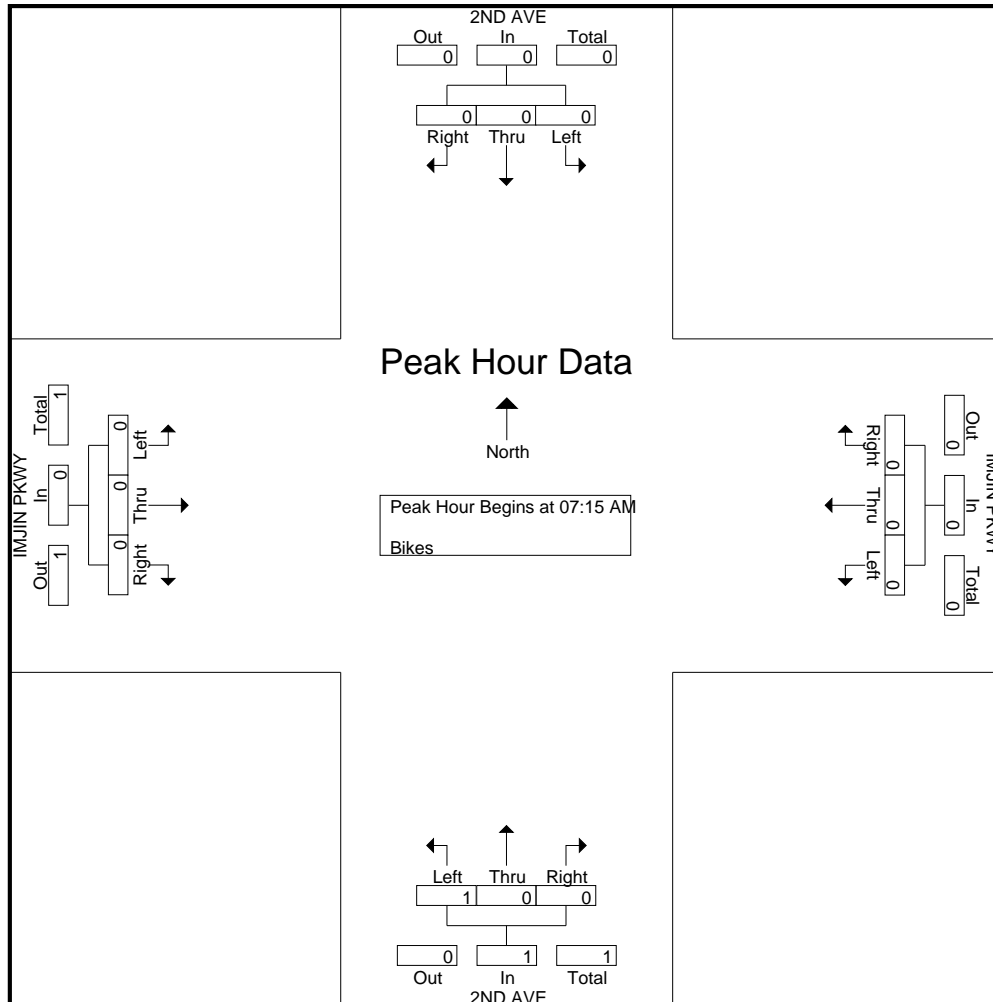 2ND AVE
Out In Total
0 0 0
0 0 0
Right Thru Left
Peak Hour Data
North
Peak Hour Begins at 07:15 AM
Bikes
IMJIN PKWY
Total In Out
1 0 1
0 0 0
Left Thru Right
Right Thru Left
0 0 0
Out In Total
0 0 0
IMJIN PKWY
Left Thru Right
1 0 0
0 1 1
Out In Total
2ND AVE